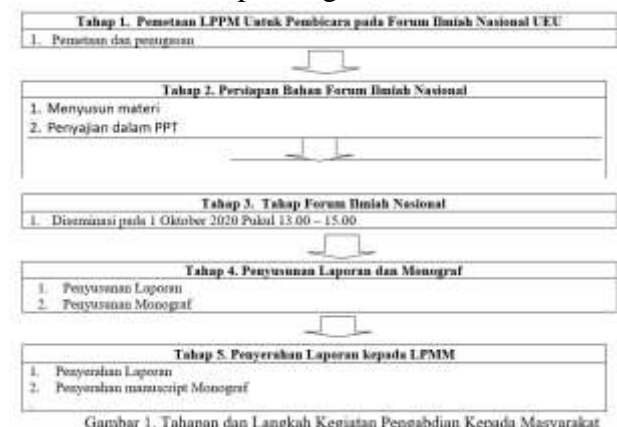 Tahap 1. Pemetaan LPPM Untuk Pembicara pada Forum Ilmiah Nasional UEU
1. Pemetaan dan penugasan
Tahap 2. Persiapan Bahan Forum Ilmiah Nasional
1. Menyusun materi
2. Penyajian dalam PPT
Tahap 3. Tahap Forum Ilmiah Nasional
1. Diseminasi pada 1 Oktober 2020 Pukul 13.00 – 15.00
Tahap 4. Penyusunan Laporan dan Monograf
1. Penyusunan Laporan
2. Penyusunan Monograf
Tahap 5. Penyerahan Laporan kepada LPMM
1. Penyerahan Laporan
2. Penyerahan manuscript Monograf
Gambar 1. Tahapan dan Langkah Kegiatan Pengabdian Kepada Masyarakat